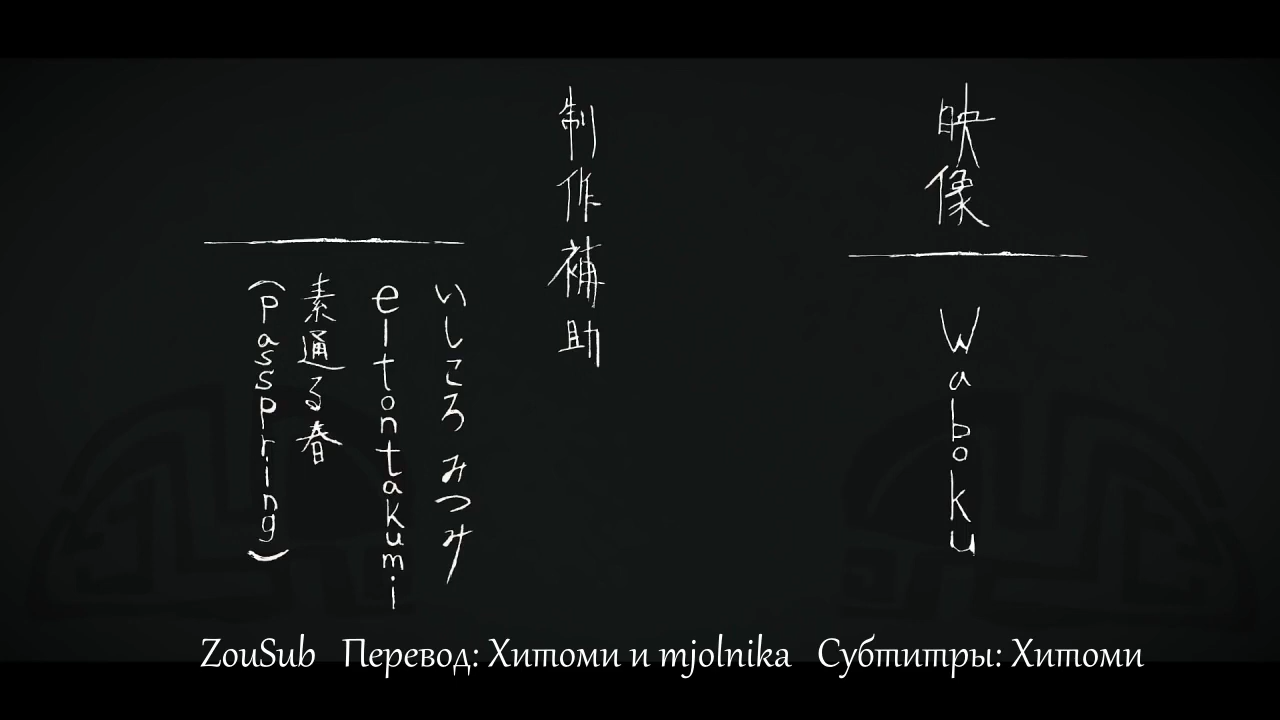 映像
Waboku
制作補助
いしころ みつみ
eltontakumi
素通る春
(passpring)
ZouSub Перевод: Хитоми и mjolnika Субтитры: Хитоми